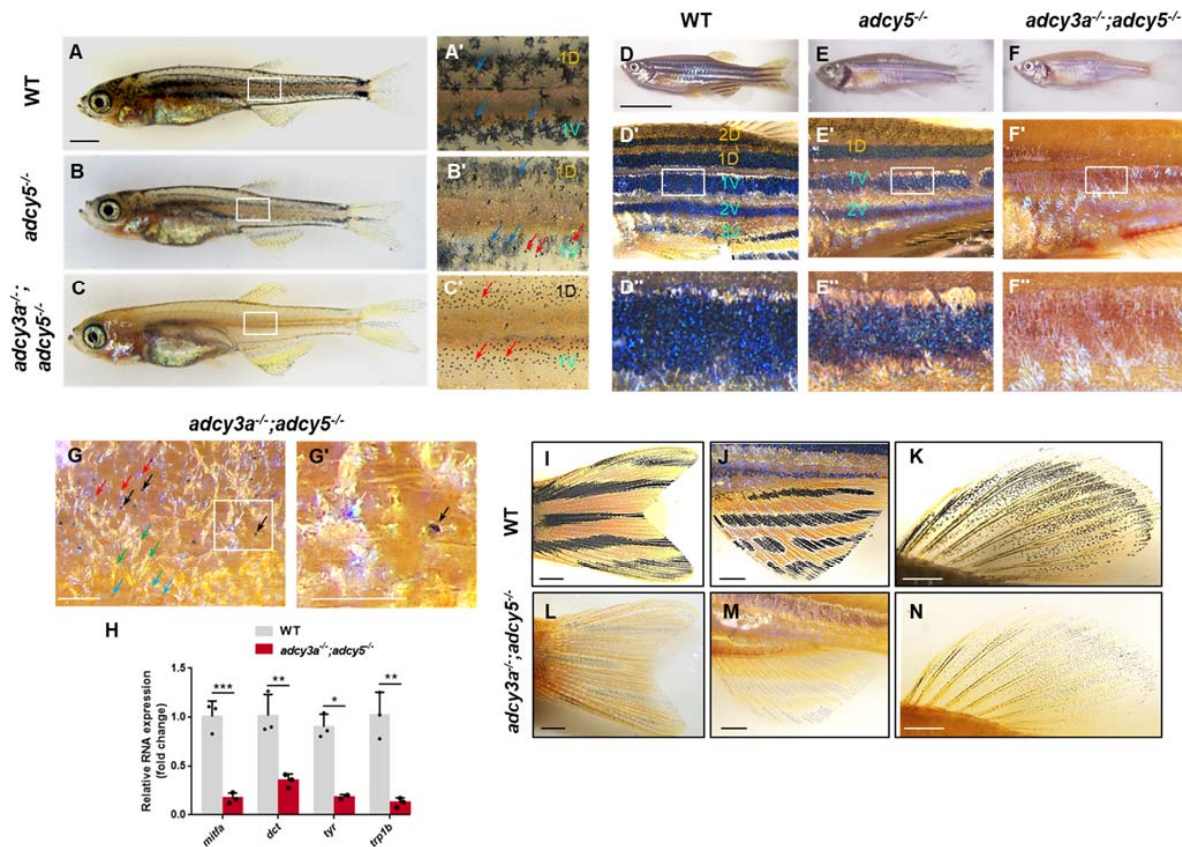 WT
adcy5-/-
adcy3a-/-;adcy5-/-
WT
A
A'
1D
1V
D
E
F
adcy5-/-
B
B'
1D
1V
D'
2D
1D
1V
2V
E'
1D
1V
2V
F'
adcy3a-/-;
adcy5-/-
C
C'
1D
1V
D"
E"
F"
adcy3a-/-;adcy5-/-
G
G'
WT
I
J
K
H
WT
adcy3a-/-;adcy5-/-
adcy3a-/-;adcy5-/-
L
M
N
Relative RNA expression
(fold change)
1.5
1.0
0.5
0.0
***
**
*
**
mitfa
dct
tyr
trp1b